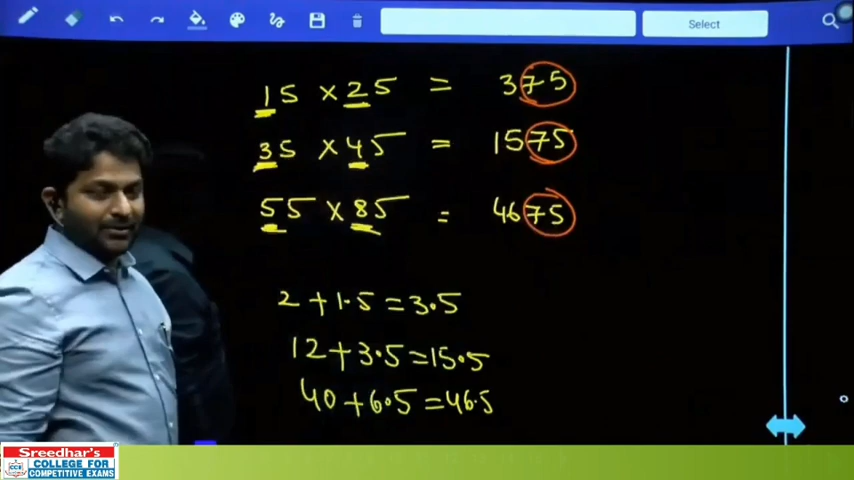 Select
15 × 25 = 375
35 × 45 = 1575
55 × 85 = 4675
2 + 1.5 = 3.5
12 + 3.5 = 15.5
40 + 6.5 = 46.5
Sreedhar's
CCE
COLLEGE FOR
COMPETITIVE EXAMS